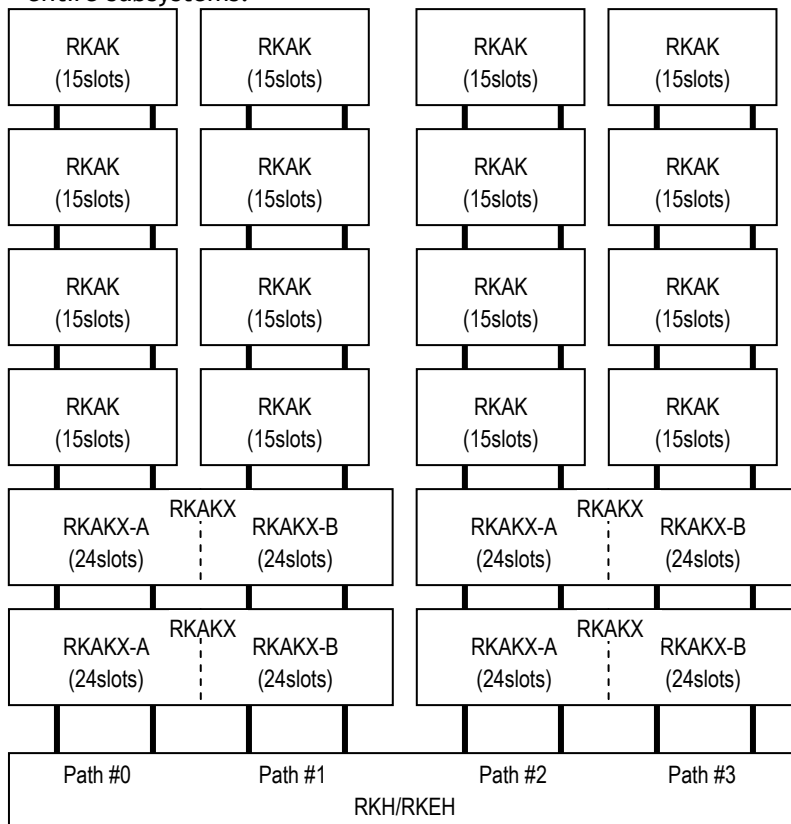 entire subsystems.
RKAK
(15slots)
RKAK
(15slots)
RKAK
(15slots)
RKAK
(15slots)
RKAK
(15slots)
RKAK
(15slots)
RKAK
(15slots)
RKAK
(15slots)
RKAK
(15slots)
RKAK
(15slots)
RKAK
(15slots)
RKAK
(15slots)
RKAK
(15slots)
RKAK
(15slots)
RKAK
(15slots)
RKAK
(15slots)
RKAKX
RKAKX-A
(24slots)
RKAKX-B
(24slots)
RKAKX
RKAKX-A
(24slots)
RKAKX-B
(24slots)
RKAKX
RKAKX-A
(24slots)
RKAKX-B
(24slots)
RKAKX
RKAKX-A
(24slots)
RKAKX-B
(24slots)
Path #0
Path #1
Path #2
Path #3
RKH/RKEH